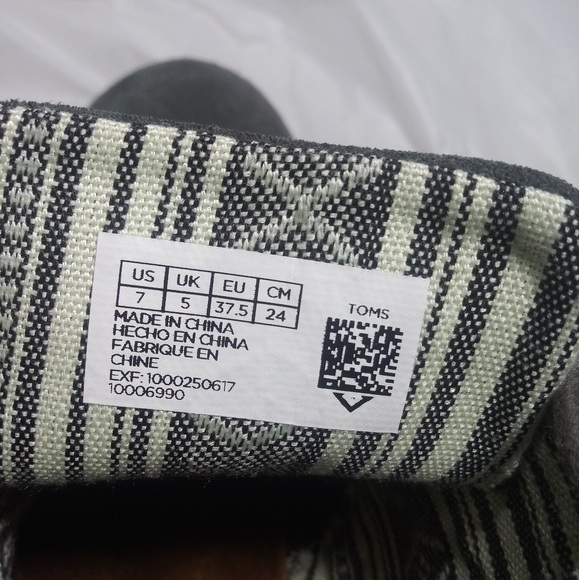 US UK EU CM
7 5 37.5 24
MADE IN CHINA
HECHO EN CHINA
FABRIQUE EN
CHINE
EXF: 1000250617
10006990
TOMS